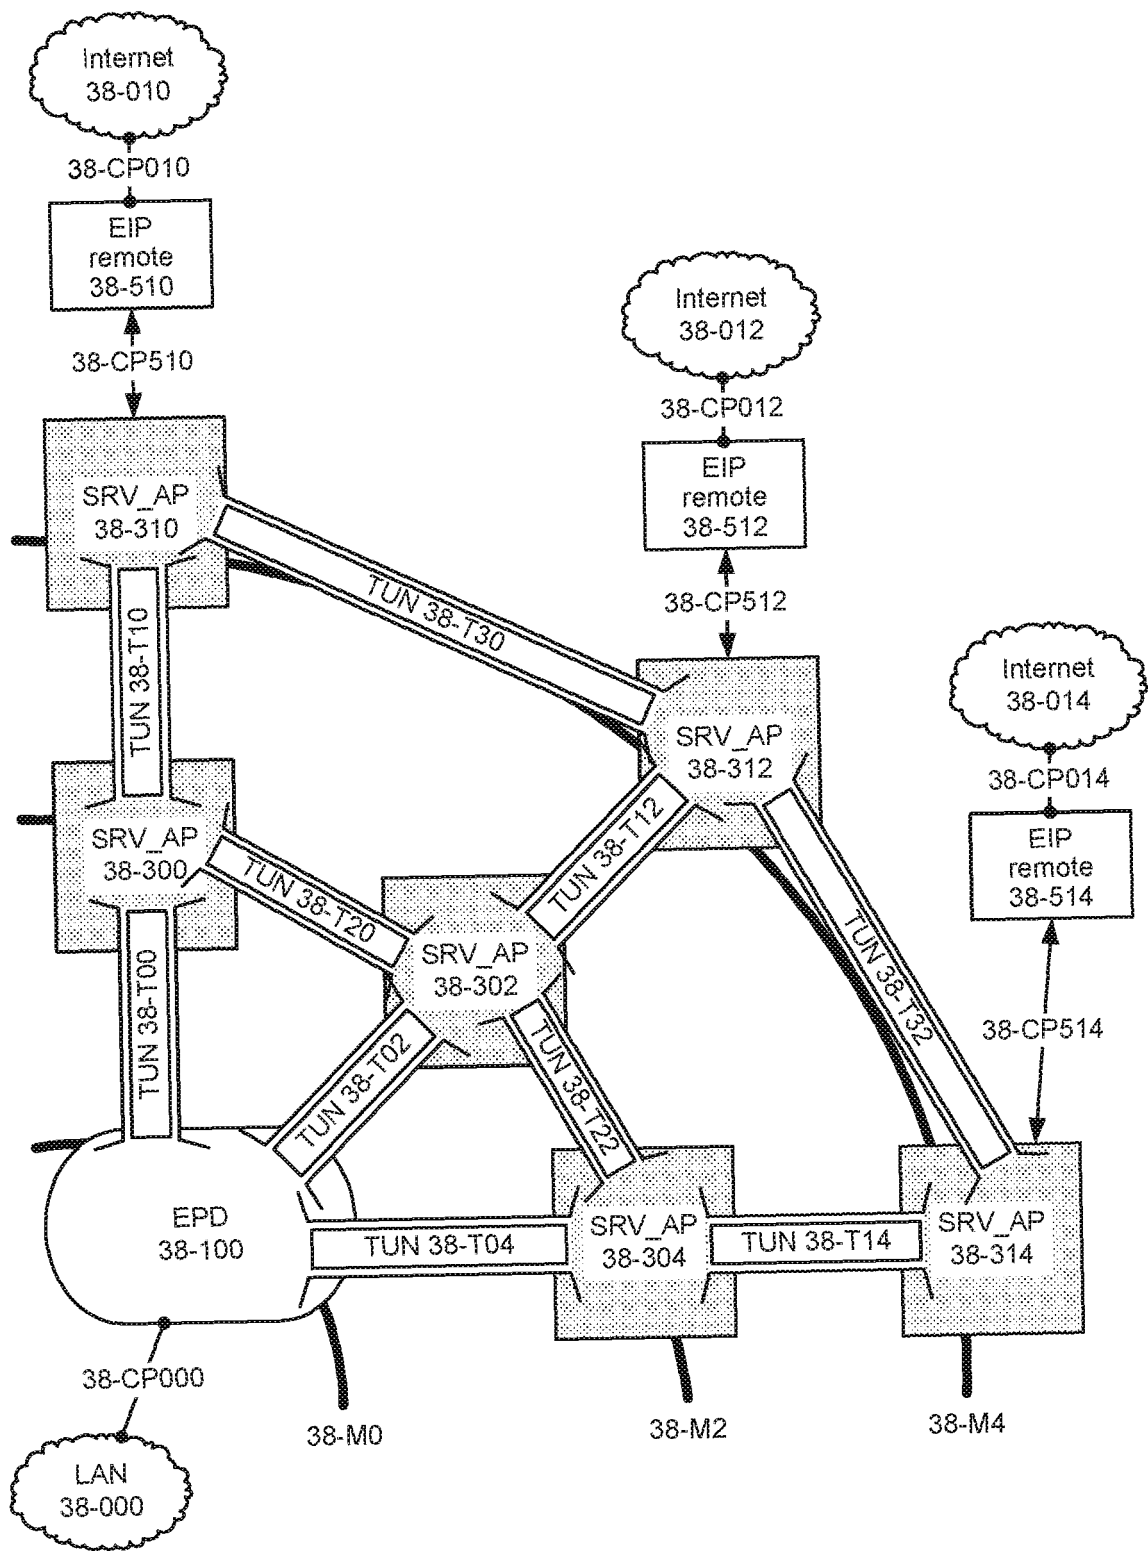 Internet
38-010
38-CP010
EIP
remote
38-510
38-CP510
SRV_AP
38-310
Internet
38-012
38-CP012
EIP
remote
38-512
38-CP512
TUN 38-T30
TUN 38-T10
SRV_AP
38-312
Internet
38-014
38-CP014
EIP
remote
38-514
38-CP514
SRV_AP
38-300
TUN 38-T20
TUN 38-T12
TUN 38-T32
SRV_AP
38-302
TUN 38-T00
TUN 38-T02
TUN 38-T22
EPD
38-100
TUN 38-T04
SRV_AP
38-304
TUN 38-T14
SRV_AP
38-314
38-CP000
38-M0
38-M2
38-M4
LAN
38-000